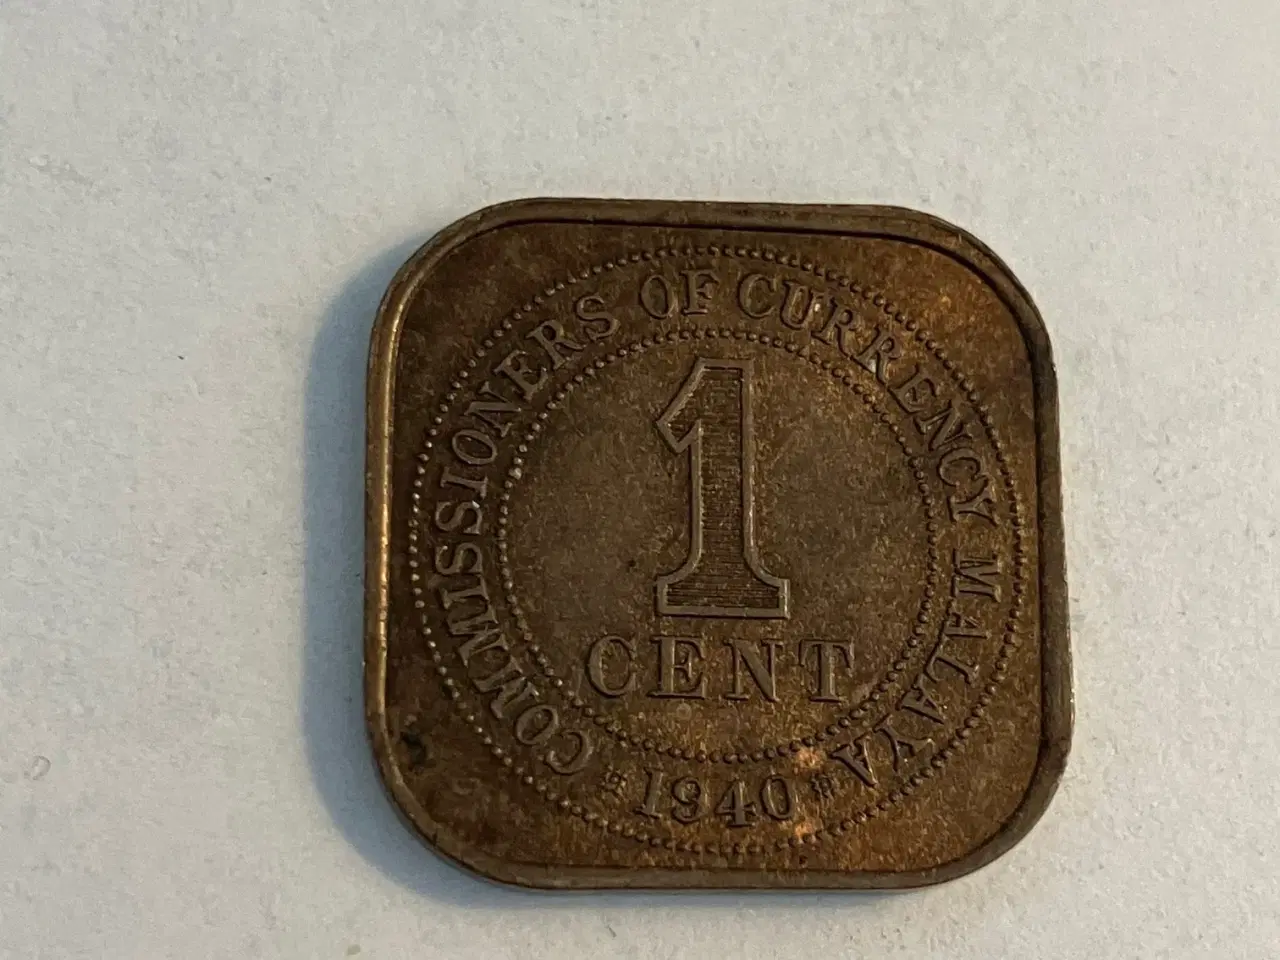 COMMISSIONERS OF CURRENCY MALAYA
1
CENT
1940